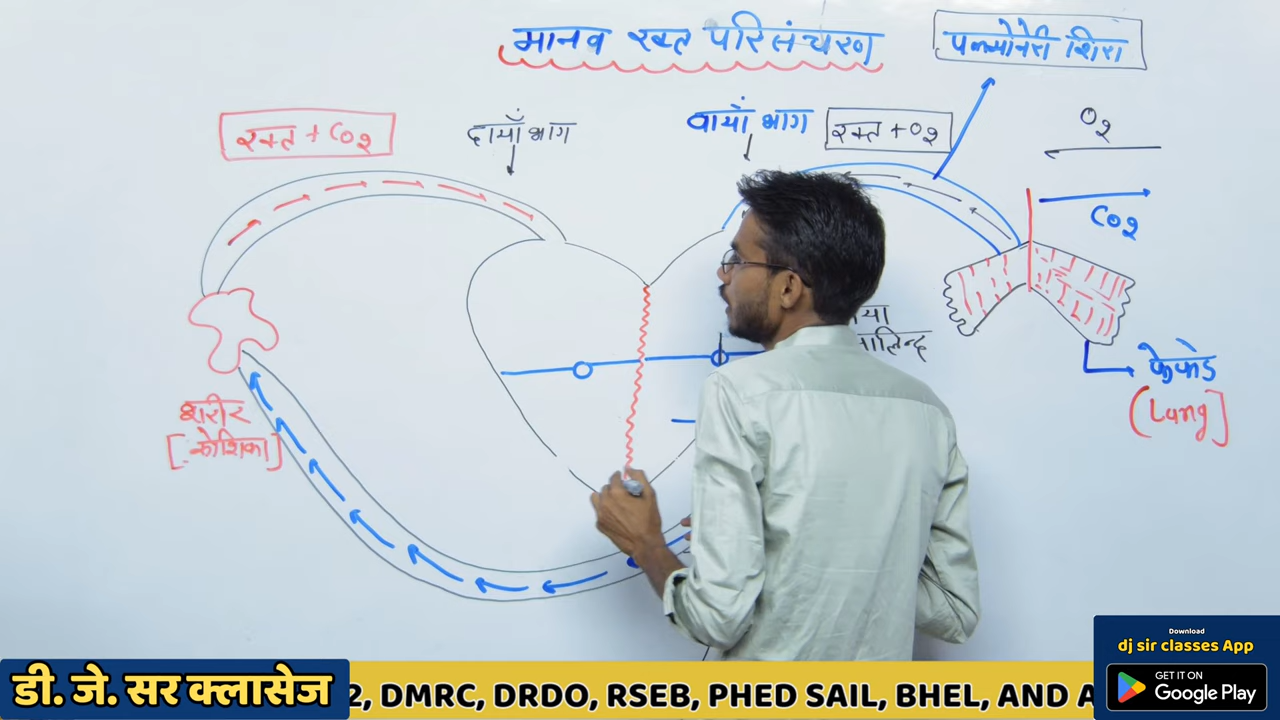 मानव रक्त परिसंचरण
पल्मोनेरी शिरा
रक्त + CO2
दायाँ भाग
बायाँ भाग
रक्त + O2
O2
CO2
फेफड़े
(Lung]
शरीर
[कोशिका]
Download
dj sir classes App
GET IT ON
Google Play
डी. जे. सर क्लासेज
2, DMRC, DRDO, RSEB, PHED SAIL, BHEL, AND A